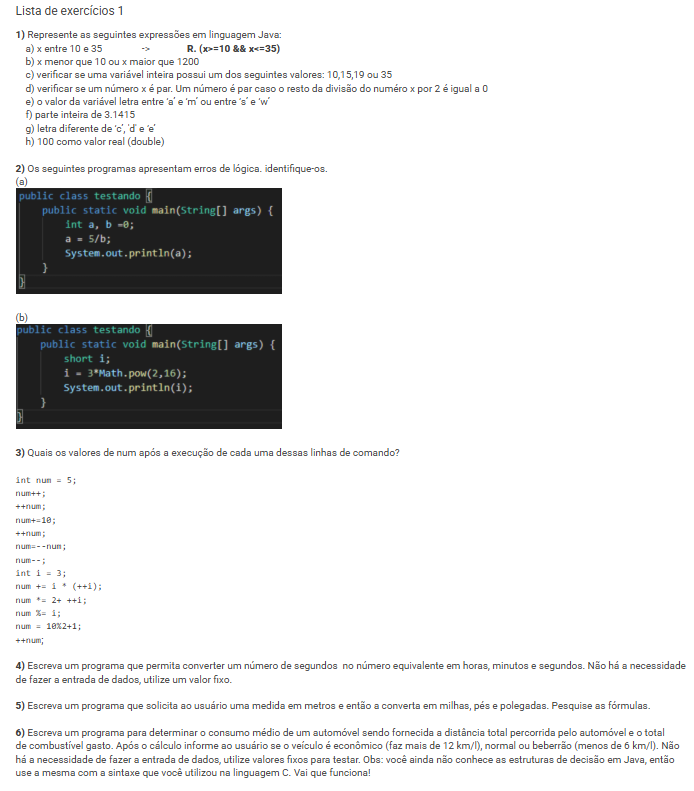 Lista de exercícios 1
1) Represente as seguintes expressões em linguagem Java:
a) x entre 10 e 35 -> R. (x>=10 && x<=35)
b) x menor que 10 ou x maior que 1200
c) verificar se uma variável inteira possui um dos seguintes valores: 10,15,19 ou 35
d) verificar se um número x é par. Um número é par caso o resto da divisão do numéro x por 2 é igual a 0
e) o valor da variável letra entre 'a' e 'm' ou entre 's' e 'w'
f) parte inteira de 3.1415
g) letra diferente de 'c', 'd' e 'e'
h) 100 como valor real (double)
2) Os seguintes programas apresentam erros de lógica. identifique-os.
(a)
public class testando {
public static void main(String[] args) {
int a, b =0;
a = 5/b;
System.out.println(a);
}
}
(b)
public class testando {
public static void main(String[] args) {
short i;
i = 3*Math.pow(2,16);
System.out.println(i);
}
}
3) Quais os valores de num após a execução de cada uma dessas linhas de comando?
int num = 5;
num++;
++num;
num+=10;
++num;
num=--num;
num--;
int i = 3;
num += i * (++i);
num *= 2+ ++i;
num %= i;
num = 10%2+1;
++num;
4) Escreva um programa que permita converter um número de segundos no número equivalente em horas, minutos e segundos. Não há a necessidade
de fazer a entrada de dados, utilize um valor fixo.
5) Escreva um programa que solicita ao usuário uma medida em metros e então a converta em milhas, pés e polegadas. Pesquise as fórmulas.
6) Escreva um programa para determinar o consumo médio de um automóvel sendo fornecida a distância total percorrida pelo automóvel e o total
de combustível gasto. Após o cálculo informe ao usuário se o veículo é econômico (faz mais de 12 km/l), normal ou beberrão (menos de 6 km/l). Não
há a necessidade de fazer a entrada de dados, utilize valores fixos para testar. Obs: você ainda não conhece as estruturas de decisão em Java, então
use a mesma com a sintaxe que você utilizou na linguagem C. Vai que funciona!